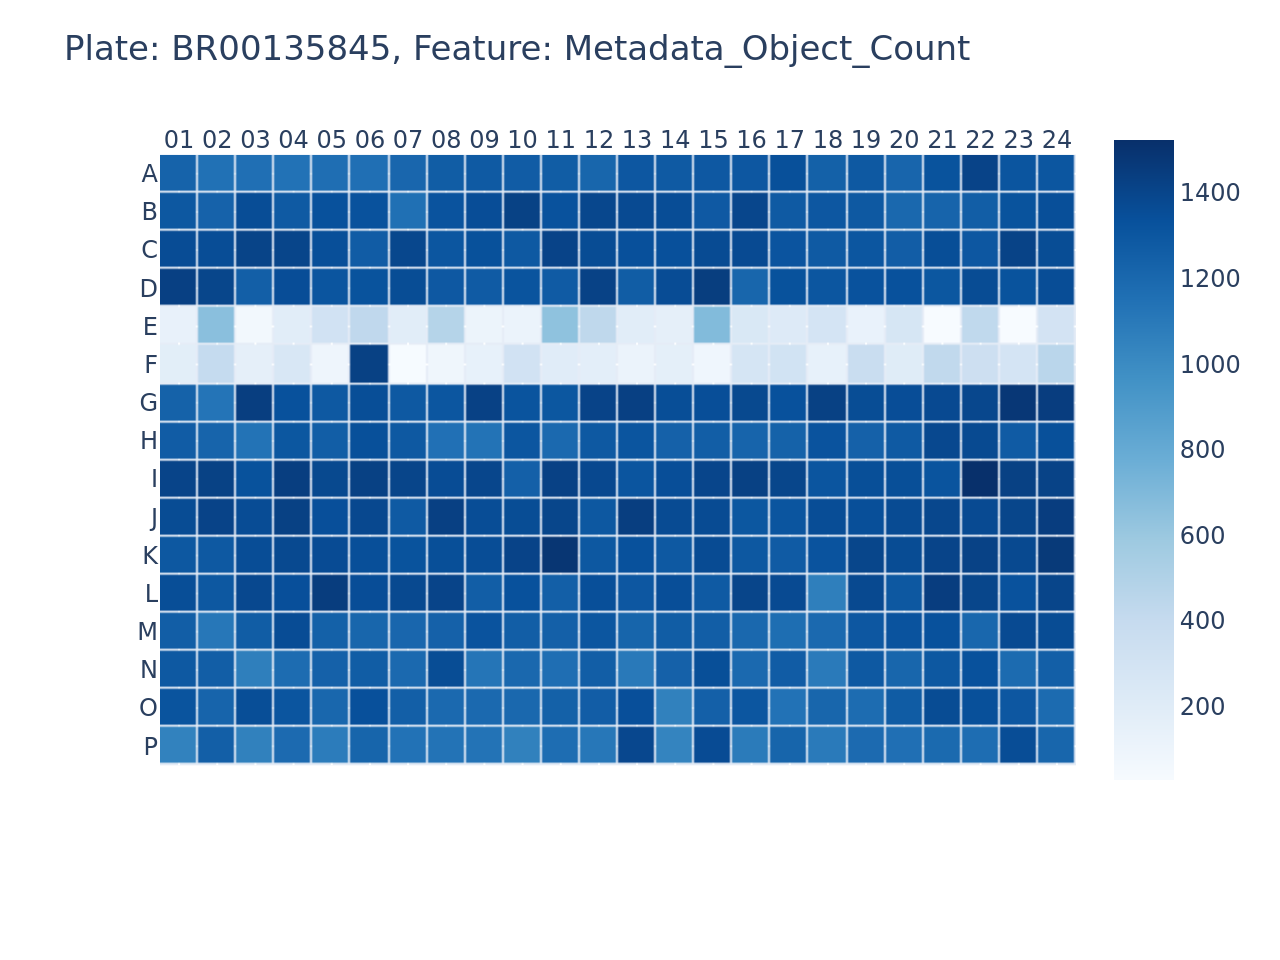 Plate: BR00135845, Feature: Metadata_Object_Count
01 02 03 04 05 06 07 08 09 10 11 12 13 14 15 16 17 18 19 20 21 22 23 24
A
B
C
D
E
F
G
H
I
J
K
L
M
N
O
P
1400
1200
1000
800
600
400
200